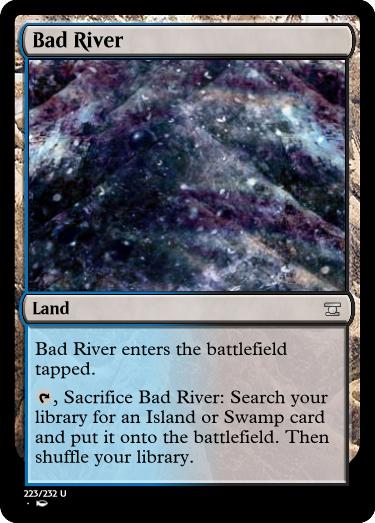 Bad River
Land
Bad River enters the battlefield
tapped.
, Sacrifice Bad River: Search your
library for an Island or Swamp card
and put it onto the battlefield. Then
shuffle your library.
223/232 U